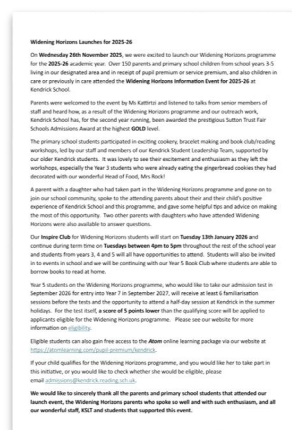 Widening Horizons Launches for 2025-26
On Wednesday 26th November 2025, we were excited to launch our Widening Horizons programme
for the 2025-26 academic year.  Over 150 parents and primary school children from school years 3-5
living in our designated area and in receipt of pupil premium or service premium, and also children in
care or previously in care attended the Widening Horizons Information Event for 2025-26 at
Kendrick School.
Parents were welcomed to the event by Ms Kattirtzi and listened to talks from senior members of
staff and heard how, as a result of the Widening Horizons programme and our outreach work,
Kendrick School has, for the second year running, been awarded the prestigious Sutton Trust Fair
Schools Admissions Award at the highest GOLD level.
The primary school students participated in exciting cookery, bracelet making and book club/reading
workshops, led by our staff and members of our Kendrick Student Leadership Team, supported by
our older Kendrick students.  It was lovely to see their excitement and enthusiasm as they left the
workshops, especially the Year 3 students who were already eating the gingerbread cookies they had
decorated with our wonderful Head of Food, Mrs Rork!
A parent with a daughter who had taken part in the Widening Horizons programme and gone on to
join our school community, spoke to the attending parents about their and their child's positive
experience of Kendrick School and this programme, and gave some helpful tips and advice on making
the most of this opportunity.  Two other parents with daughters who have attended Widening
Horizons were also available to answer questions.
Our Inspire Club for Widening Horizons students will start on Tuesday 13th January 2026 and
continue during term time on Tuesdays between 4pm to 5pm throughout the rest of the school year
and students from years 3, 4 and 5 will all have opportunities to attend.  Students will also be invited
in to events in school and we will be continuing with our Year 5 Book Club where students are able to
borrow books to read at home.
Year 5 students on the Widening Horizons programme, who would like to take our admission test in
September 2026 for entry into Year 7 in September 2027, will receive at least 6 familiarisation
sessions before the tests and the opportunity to attend a half-day session at Kendrick in the summer
holidays.  For the test itself, a score of 5 points lower than the qualifying score will be applied to
applicants eligible for the Widening Horizons programme.  Please see our website for more
information on eligibility.
Eligible students can also gain free access to the Atom online learning package via our website at
https://atomlearning.com/pupil-premium/kendrick.
If your child qualifies for the Widening Horizons programme, and you would like her to take part in
this initiative, or you would like to check whether she would be eligible, please
email admissions@kendrick.reading.sch.uk.
We would like to sincerely thank all the parents and primary school students that attended our
launch event, the Widening Horizons parents who spoke so well and with such enthusiasm, and all
our wonderful staff, KSLT and students that supported this event.